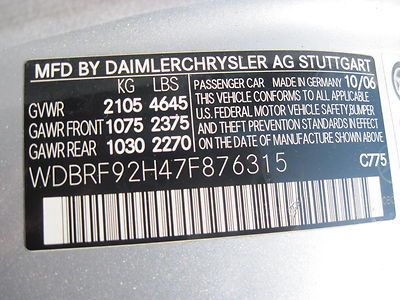 MFD BY DAIMLERCHRYSLER AG STUTTGART
KG LBS
GVWR 2105 4645
GAWR FRONT 1075 2375
GAWR REAR 1030 2270
PASSENGER CAR MADE IN GERMANY 10/06
THIS VEHICLE CONFORMS TO ALL APPLICABLE
U.S. FEDERAL MOTOR VEHICLE SAFETY,BUMPER
AND THEFT PREVENTION STANDARDS IN EFFECT
ON THE DATE OF MANUFACTURE SHOWN ABOVE.
WDBRF92H47F876315
C775